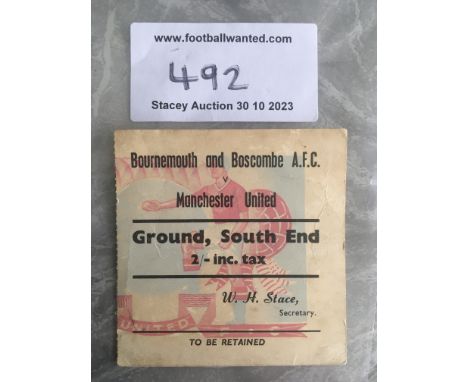 www.footballwanted.com
492
Stacey Auction 30 10 2023
Bournemouth and Boscombe A.F.C.
v
Manchester United
Ground, South End
2/- inc. tax
W. H. Stace,
Secretary.
UNITED
TO BE RETAINED